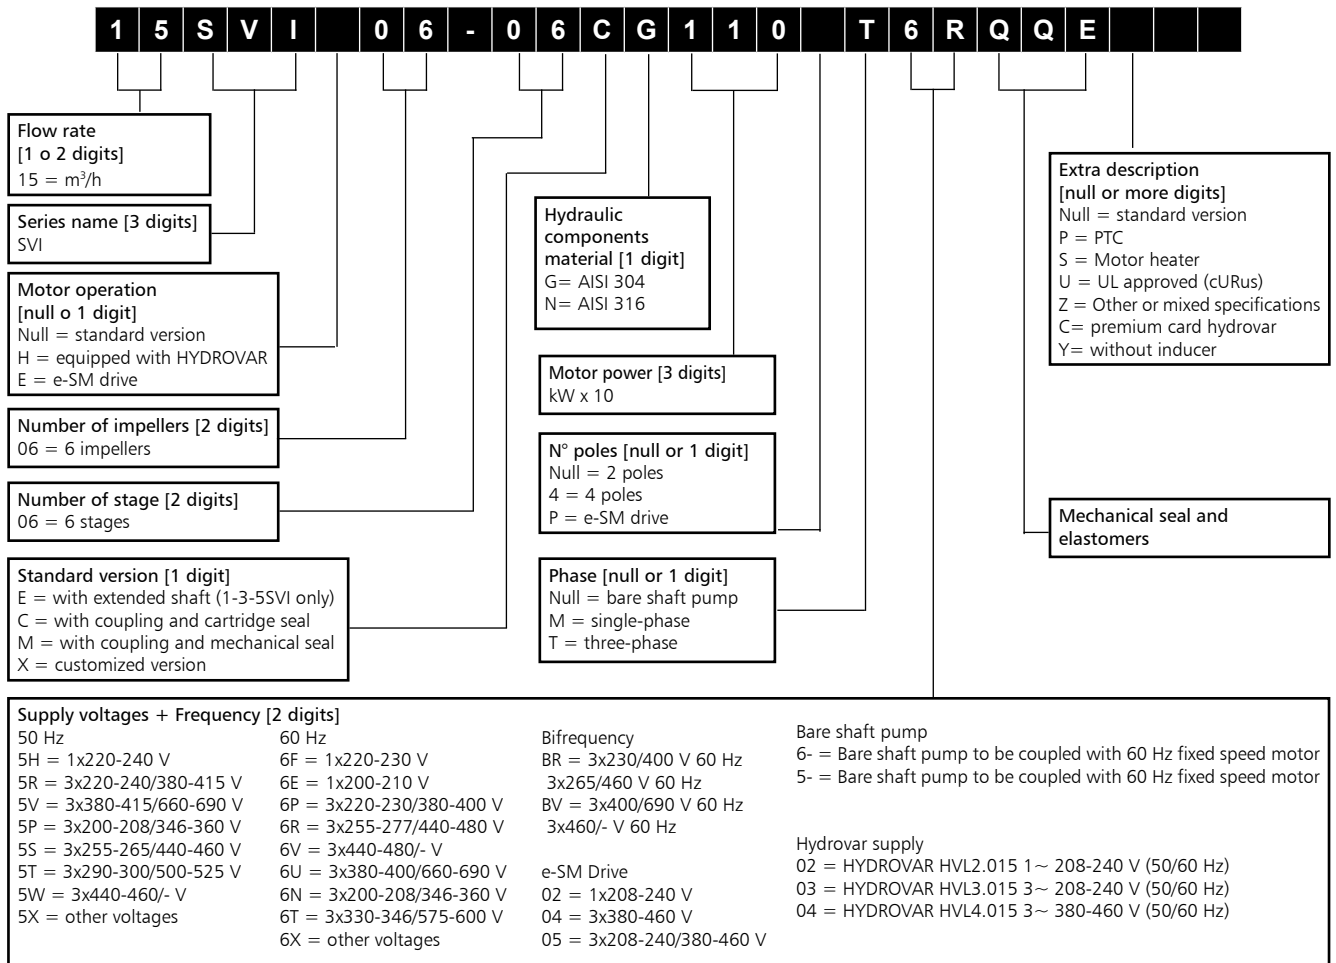 15SVI 06-06CG110 T6RQQE
Flow rate
[1 o 2 digits]
15 = m³/h
Series name [3 digits]
SVI
Motor operation
[null o 1 digit]
Null = standard version
H = equipped with HYDROVAR
E = e-SM drive
Number of impellers [2 digits]
06 = 6 impellers
Number of stage [2 digits]
06 = 6 stages
Standard version [1 digit]
E = with extended shaft (1-3-5SVI only)
C = with coupling and cartridge seal
M = with coupling and mechanical seal
X = customized version
Hydraulic
components
material [1 digit]
G= AISI 304
N= AISI 316
Motor power [3 digits]
kW x 10
N° poles [null or 1 digit]
Null = 2 poles
4 = 4 poles
P = e-SM drive
Phase [null or 1 digit]
Null = bare shaft pump
M = single-phase
T = three-phase
Extra description
[null or more digits]
Null = standard version
P = PTC
S = Motor heater
U = UL approved (cURus)
Z = Other or mixed specifications
C= premium card hydrovar
Y= without inducer
Mechanical seal and
elastomers
Supply voltages + Frequency [2 digits]
50 Hz
5H = 1x220-240 V
5R = 3x220-240/380-415 V
5V = 3x380-415/660-690 V
5P = 3x200-208/346-360 V
5S = 3x255-265/440-460 V
5T = 3x290-300/500-525 V
5W = 3x440-460/- V
5X = other voltages
60 Hz
6F = 1x220-230 V
6E = 1x200-210 V
6P = 3x220-230/380-400 V
6R = 3x255-277/440-480 V
6V = 3x440-480/- V
6U = 3x380-400/660-690 V
6N = 3x200-208/346-360 V
6T = 3x330-346/575-600 V
6X = other voltages
Bifrequency
BR = 3x230/400 V 60 Hz
3x265/460 V 60 Hz
BV = 3x400/690 V 60 Hz
3x460/- V 60 Hz
e-SM Drive
02 = 1x208-240 V
04 = 3x380-460 V
05 = 3x208-240/380-460 V
Bare shaft pump
6- = Bare shaft pump to be coupled with 60 Hz fixed speed motor
5- = Bare shaft pump to be coupled with 60 Hz fixed speed motor
Hydrovar supply
02 = HYDROVAR HVL2.015 1~ 208-240 V (50/60 Hz)
03 = HYDROVAR HVL3.015 3~ 208-240 V (50/60 Hz)
04 = HYDROVAR HVL4.015 3~ 380-460 V (50/60 Hz)